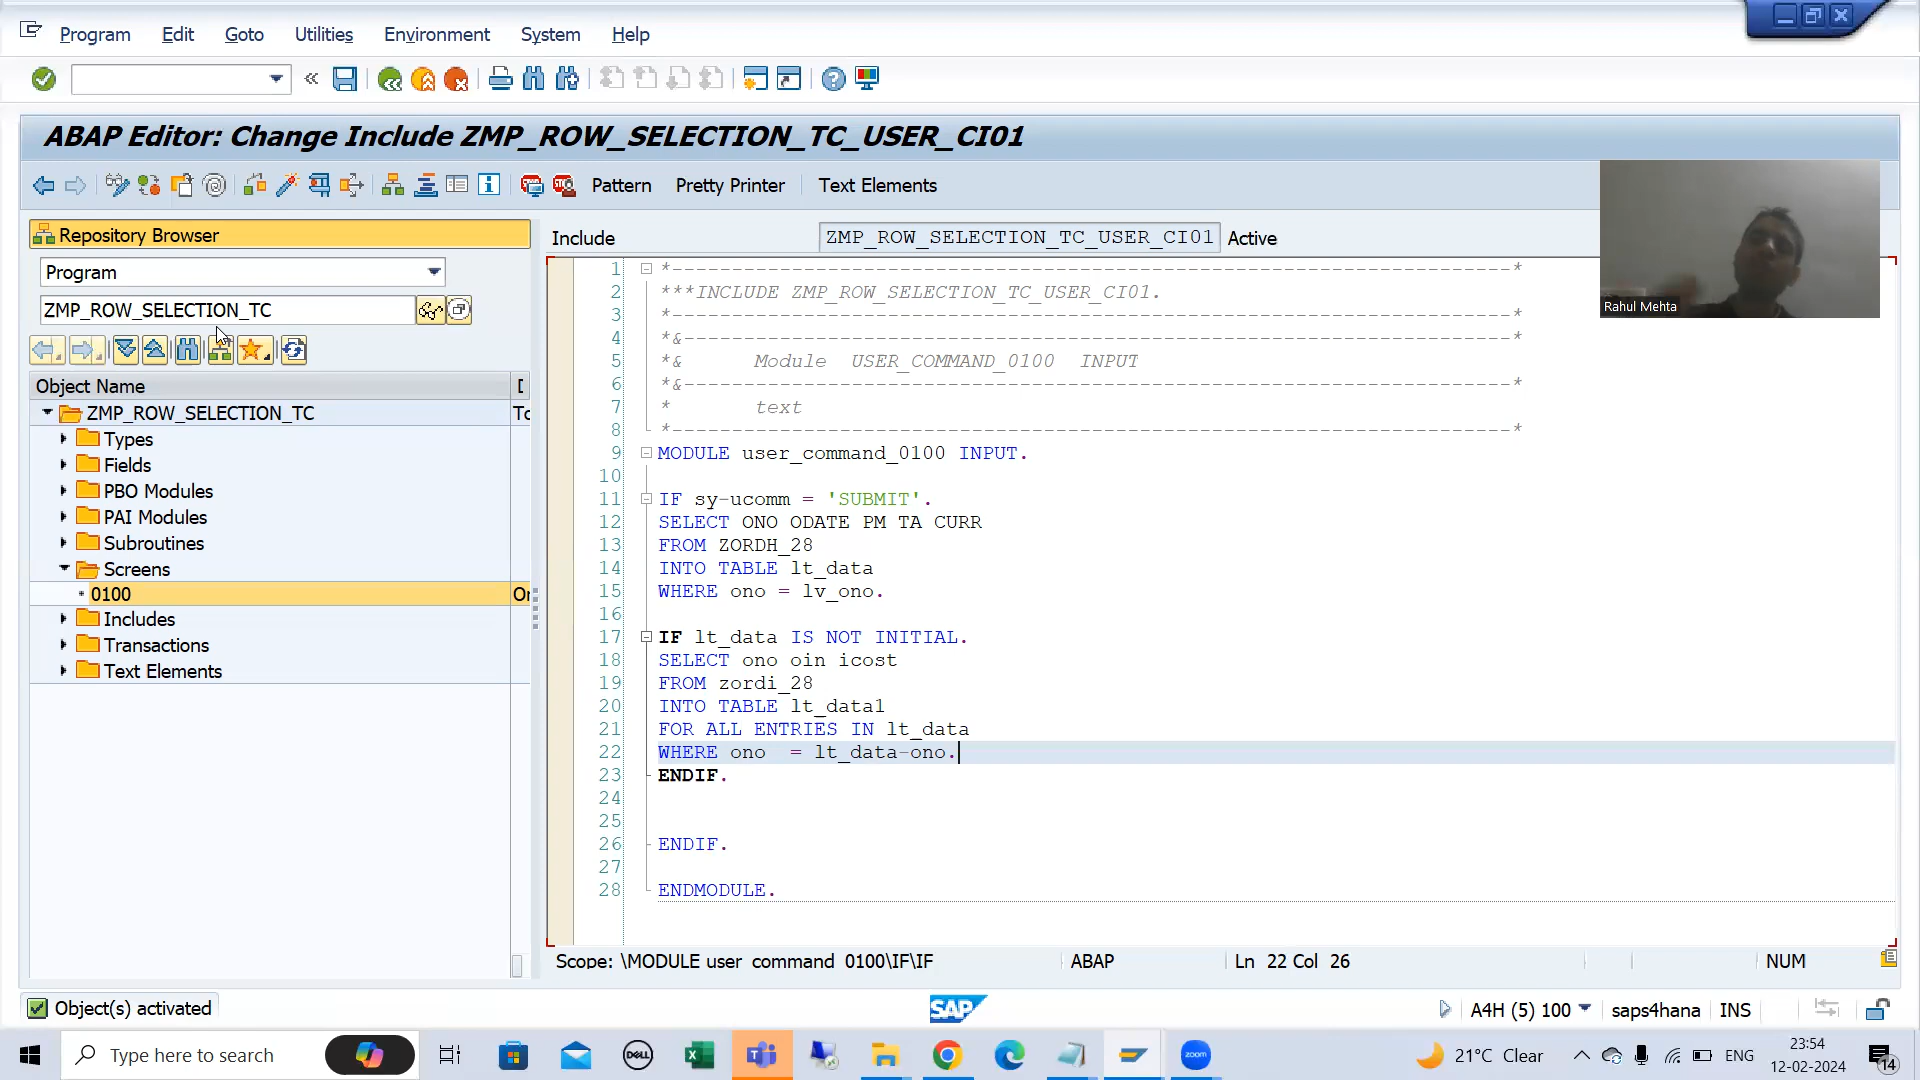 Program Edit Goto Utilities Environment System Help
ABAP Editor: Change Include ZMP_ROW_SELECTION_TC_USER_CI01
Pattern Pretty Printer Text Elements
Repository Browser
Program
ZMP_ROW_SELECTION_TC
Object Name
ZMP_ROW_SELECTION_TC
Types
Fields
PBO Modules
PAI Modules
Subroutines
Screens
0100
Includes
Transactions
Text Elements
Include ZMP_ROW_SELECTION_TC_USER_CI01 Active
Rahul Mehta
1 *----------------------------------------------------------------------*
2 ***INCLUDE ZMP_ROW_SELECTION_TC_USER_CI01.
3 *----------------------------------------------------------------------*
4 *&---------------------------------------------------------------------*
5 *& Module USER_COMMAND_0100 INPUT
6 *&---------------------------------------------------------------------*
7 * text
8 *----------------------------------------------------------------------*
9 MODULE user_command_0100 INPUT.
10
11 IF sy-ucomm = 'SUBMIT'.
12 SELECT ONO ODATE PM TA CURR
13 FROM ZORDH_28
14 INTO TABLE lt_data
15 WHERE ono = lv_ono.
16
17 IF lt_data IS NOT INITIAL.
18 SELECT ono oin icost
19 FROM zordi_28
20 INTO TABLE lt_data1
21 FOR ALL ENTRIES IN lt_data
22 WHERE ono = lt_data-ono.
23 ENDIF.
24
25
26 ENDIF.
27
28 ENDMODULE.
Scope: \MODULE user command 0100\IF\IF ABAP Ln 22 Col 26 NUM
Object(s) activated SAP A4H (5) 100 saps4hana INS
Type here to search DELL zoom 21°C Clear ENG 23:54
12-02-2024 14